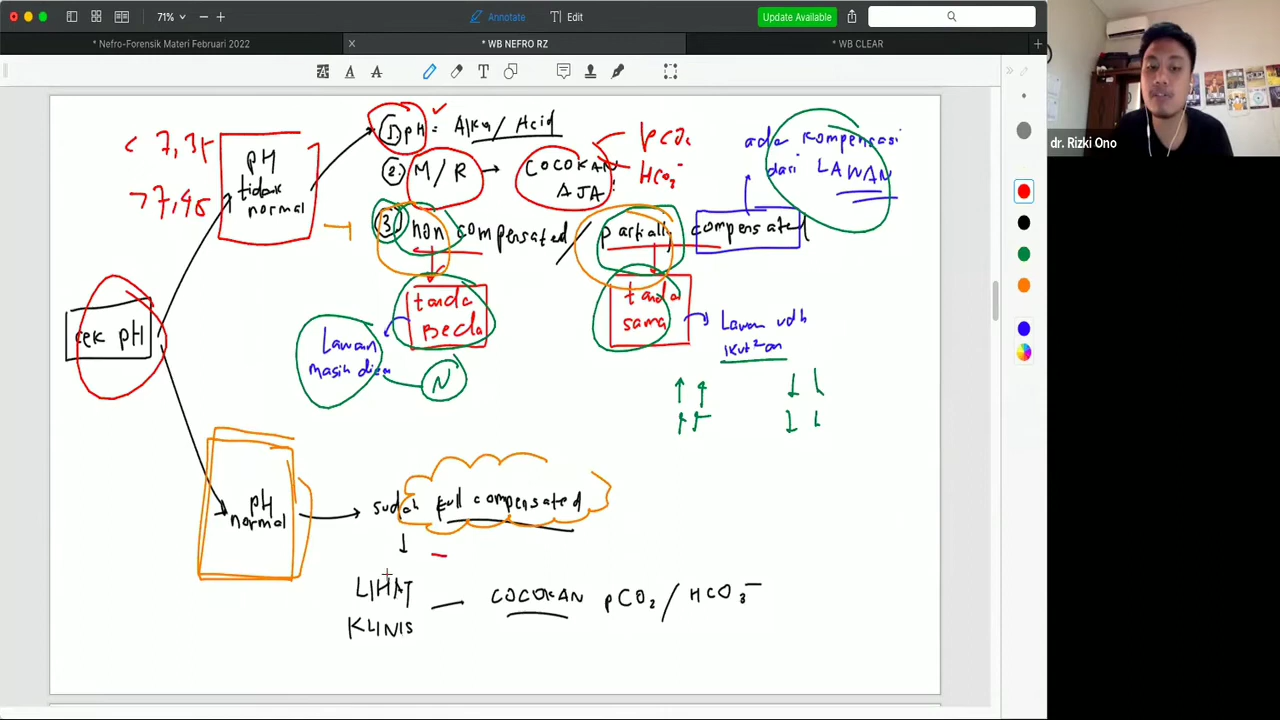 71%
Annotate
Edit
Update Available
* Nefro-Forensik Materi Februari 2022
* WB NEFRO RZ
* WB CLEAR
dr. Rizki Ono
< 7,35
> 7,45
pH
tidak
normal
① pH = Alka / Acid
② M/R → COCOKAN
AJA!
pCO2
HCO3-
ada kompensasi
dari LAWAN
③ non compensated / partially compensated
tanda
Beda
tanda
sama
Lawan
masih diem
N
Lawan udh
ikut²an
↑ ↑ ↓ ↓
↑ ↑ ↓ ↓
cek pH
pH
normal
→ sudah full compensated
↓
LIHAT
KLINIS
— COCOKAN pCO2 / HCO3-